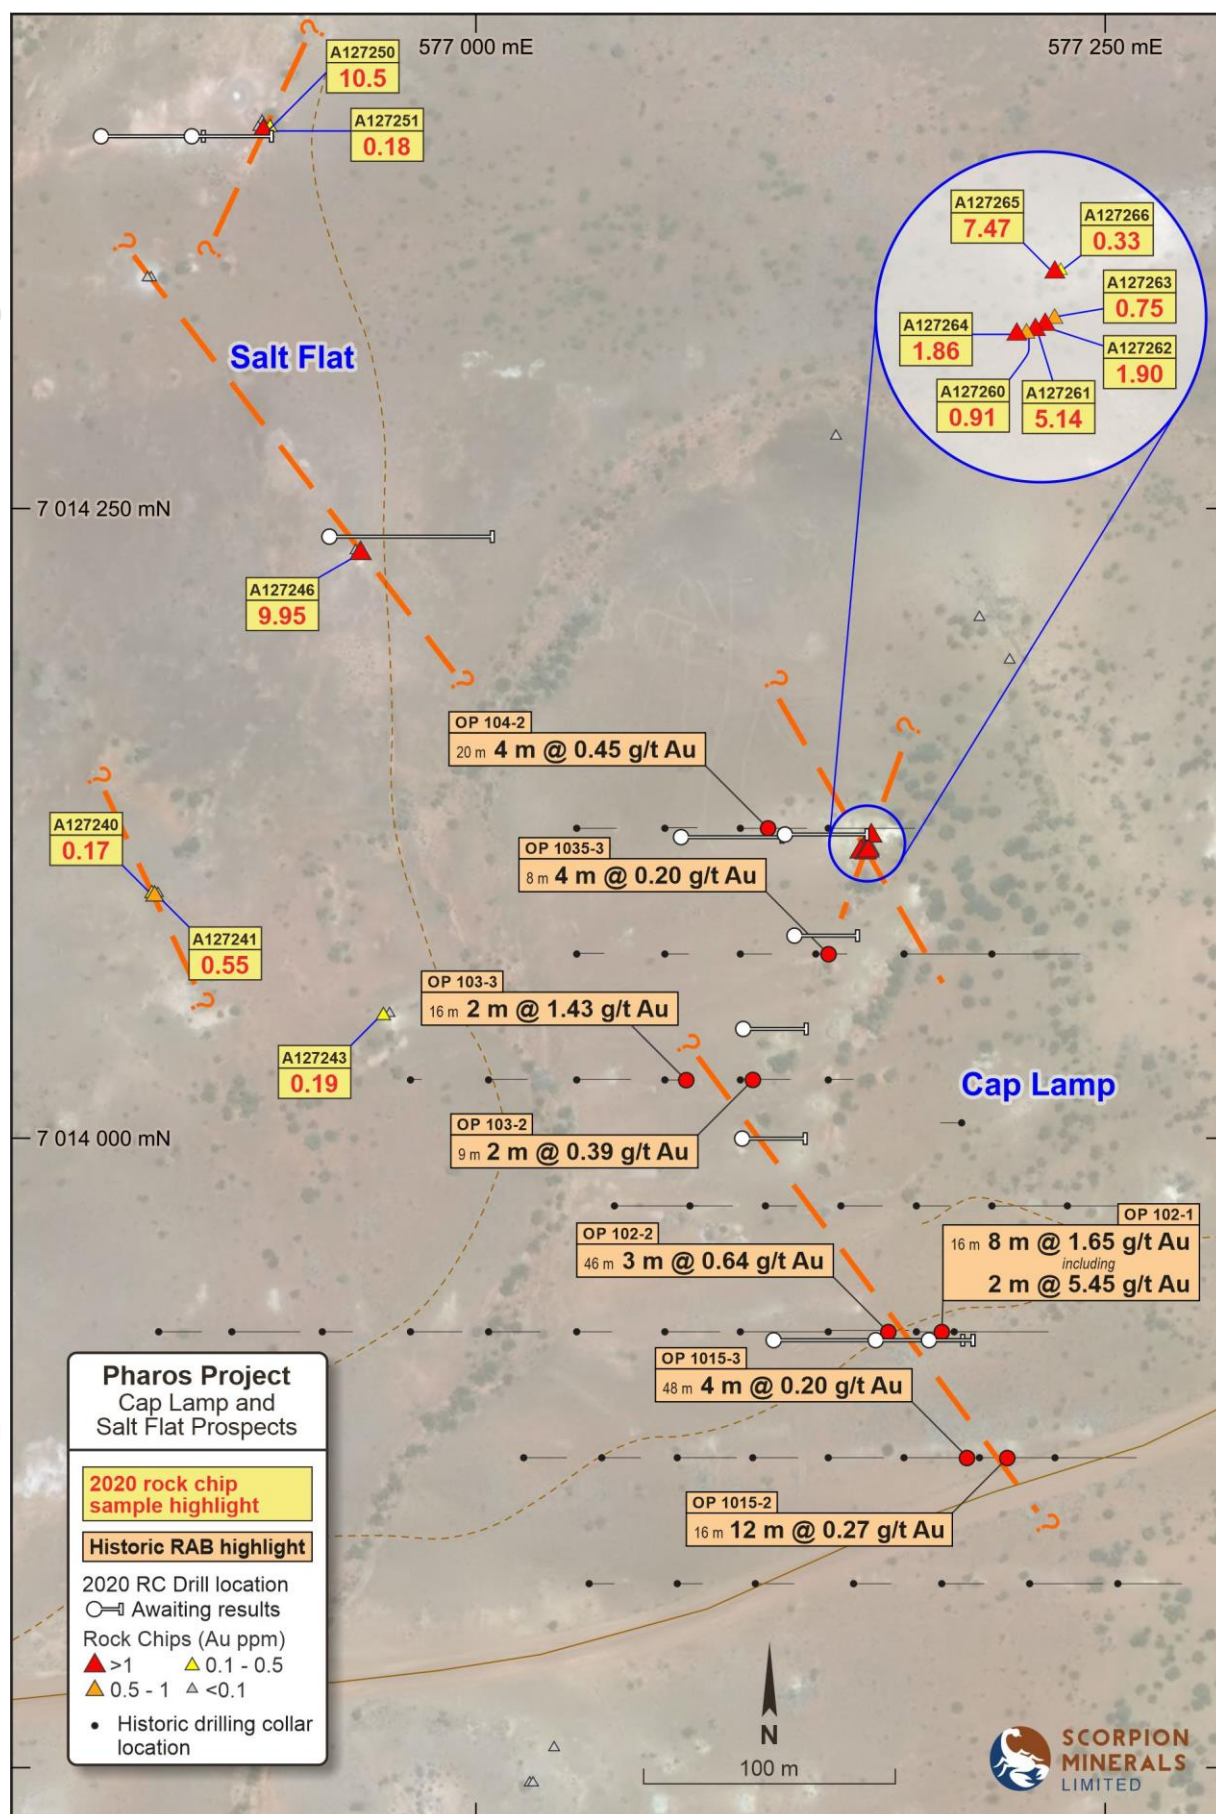 577 000 mE
577 250 mE
A127250
10.5
A127251
0.18
?
?
?
Salt Flat
A127265
7.47
A127266
0.33
A127263
0.75
A127264
1.86
A127262
1.90
A127260
0.91
A127261
5.14
7 014 250 mN
A127246
9.95
?
?
?
OP 104-2
20 m 4 m @ 0.45 g/t Au
?
A127240
0.17
OP 1035-3
8 m 4 m @ 0.20 g/t Au
A127241
0.55
?
OP 103-3
16 m 2 m @ 1.43 g/t Au
?
A127243
0.19
Cap Lamp
7 014 000 mN
OP 103-2
9 m 2 m @ 0.39 g/t Au
OP 102-2
46 m 3 m @ 0.64 g/t Au
OP 102-1
16 m 8 m @ 1.65 g/t Au
including
2 m @ 5.45 g/t Au
OP 1015-3
48 m 4 m @ 0.20 g/t Au
OP 1015-2
16 m 12 m @ 0.27 g/t Au
?
Pharos Project
Cap Lamp and
Salt Flat Prospects
2020 rock chip
sample highlight
Historic RAB highlight
2020 RC Drill location
Awaiting results
Rock Chips (Au ppm)
>1
0.1 - 0.5
0.5 - 1
<0.1
Historic drilling collar
location
N
100 m
SCORPION
MINERALS
LIMITED